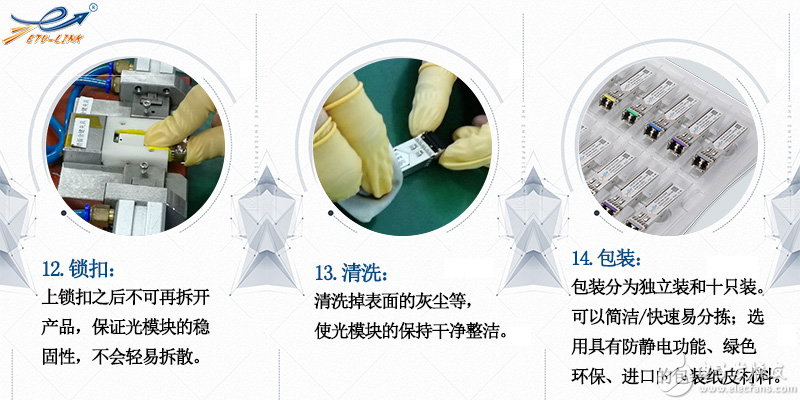 ETU-LINK
®
12. 锁扣：
上锁扣之后不可再拆开
产品，保证光模块的稳
固性，不会轻易拆散。
13. 清洗：
清洗掉表面的灰尘等，
使光模块的保持干净整洁。
14. 包装：
包装分为独立装和十只装。
可以简洁/快速易分拣；选
用具有防静电功能、绿色
环保、进口的包装纸皮材料。
www.elecfans.com